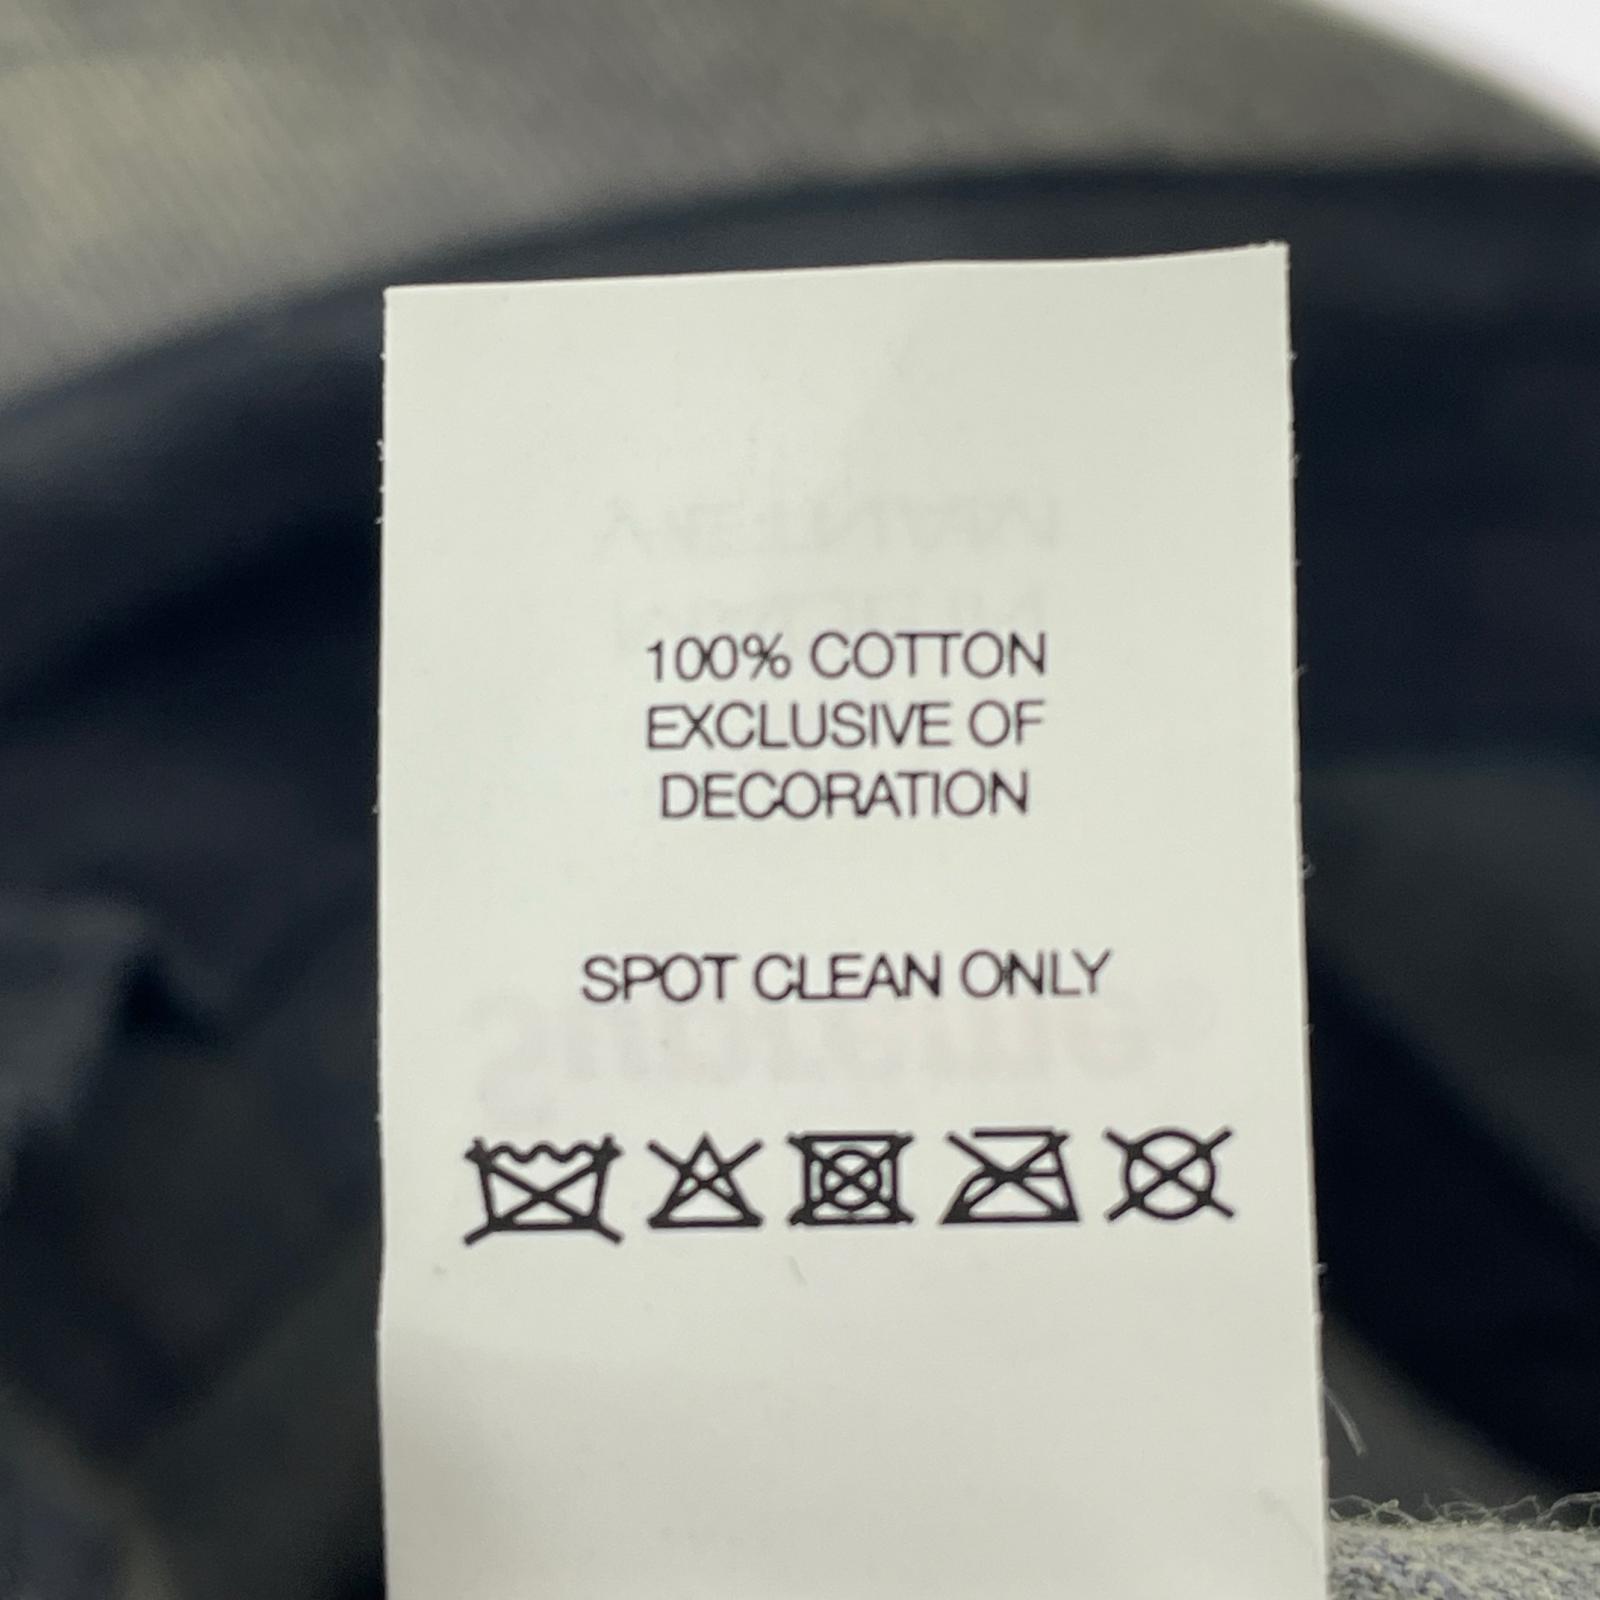 100% COTTON
EXCLUSIVE OF
DECORATION
SPOT CLEAN ONLY